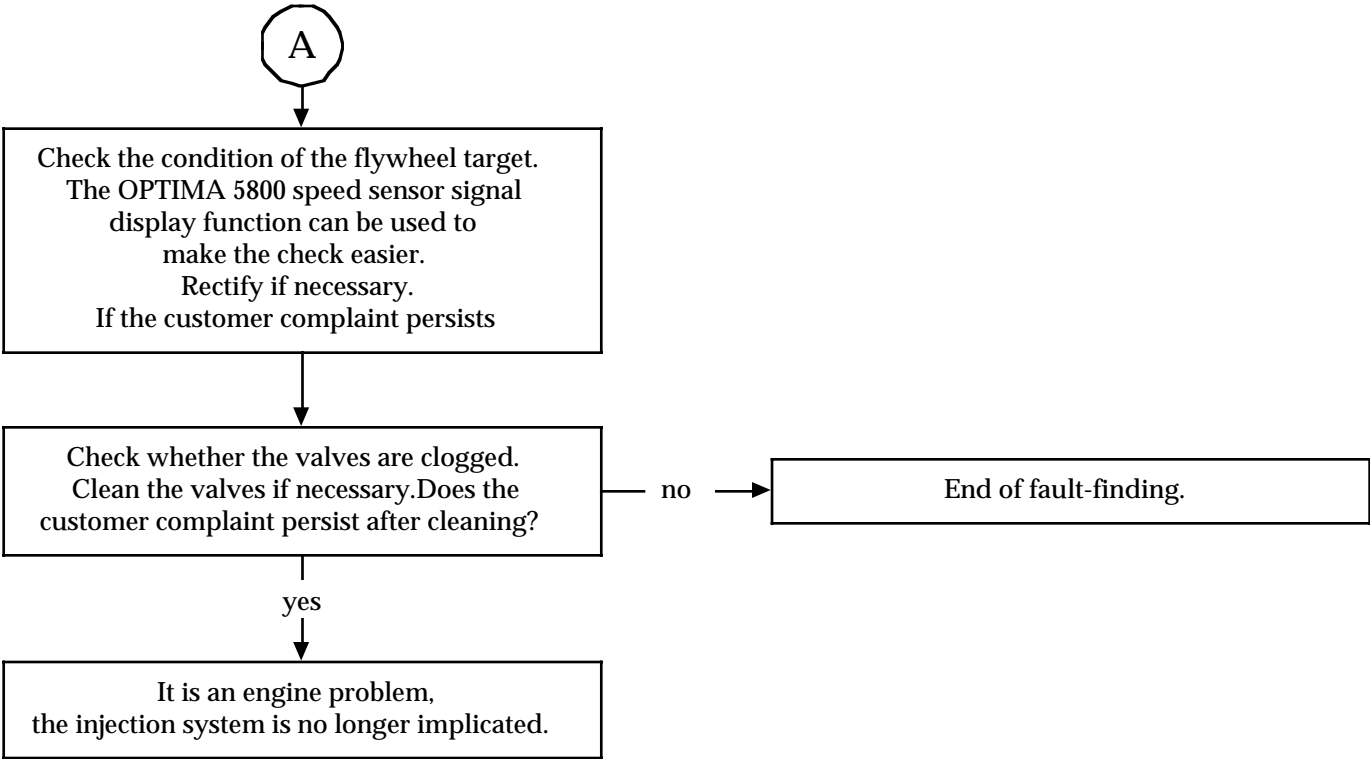 A
Check the condition of the flywheel target.
The OPTIMA 5800 speed sensor signal
display function can be used to
make the check easier.
Rectify if necessary.
If the customer complaint persists
Check whether the valves are clogged.
Clean the valves if necessary.Does the
customer complaint persist after cleaning?
no
End of fault-finding.
yes
It is an engine problem,
the injection system is no longer implicated.